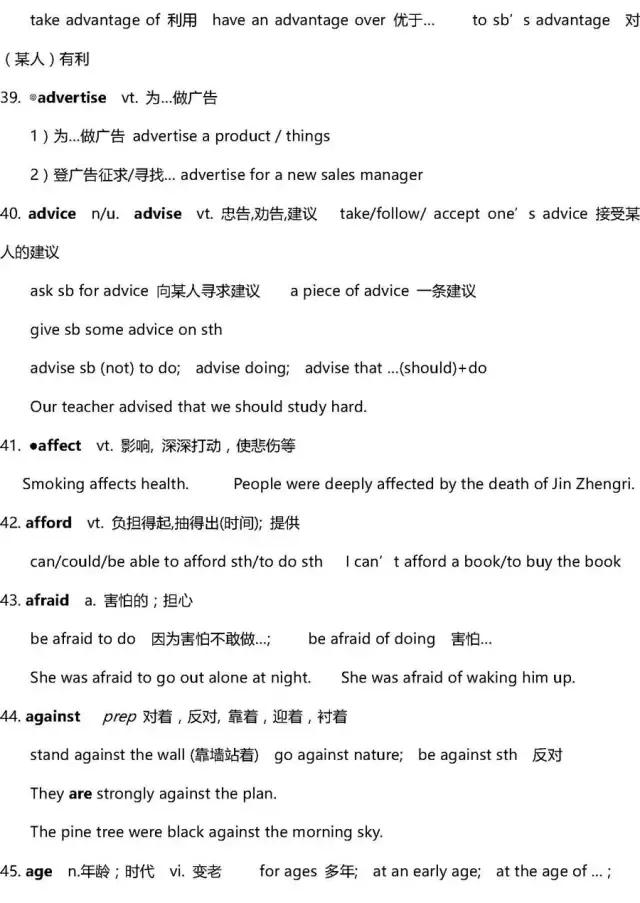 take advantage of 利用 have an advantage over 优于… to sb's advantage 对
（某人）有利
39. ⊙advertise vt. 为…做广告
1）为…做广告 advertise a product / things
2）登广告征求/寻找… advertise for a new sales manager
40. advice n/u. advise vt. 忠告,劝告,建议 take/follow/ accept one's advice 接受某
人的建议
ask sb for advice 向某人寻求建议 a piece of advice 一条建议
give sb some advice on sth
advise sb (not) to do; advise doing; advise that …(should)+do
Our teacher advised that we should study hard.
41. ●affect vt. 影响, 深深打动，使悲伤等
Smoking affects health. People were deeply affected by the death of Jin Zhengri.
42. afford vt. 负担得起,抽得出(时间); 提供
can/could/be able to afford sth/to do sth I can't afford a book/to buy the book
43. afraid a. 害怕的；担心
be afraid to do 因为害怕不敢做…; be afraid of doing 害怕…
She was afraid to go out alone at night. She was afraid of waking him up.
44. against prep 对着，反对, 靠着，迎着，衬着
stand against the wall (靠墙站着) go against nature; be against sth 反对
They are strongly against the plan.
The pine tree were black against the morning sky.
45. age n.年龄；时代 vi. 变老 for ages 多年; at an early age; at the age of …；